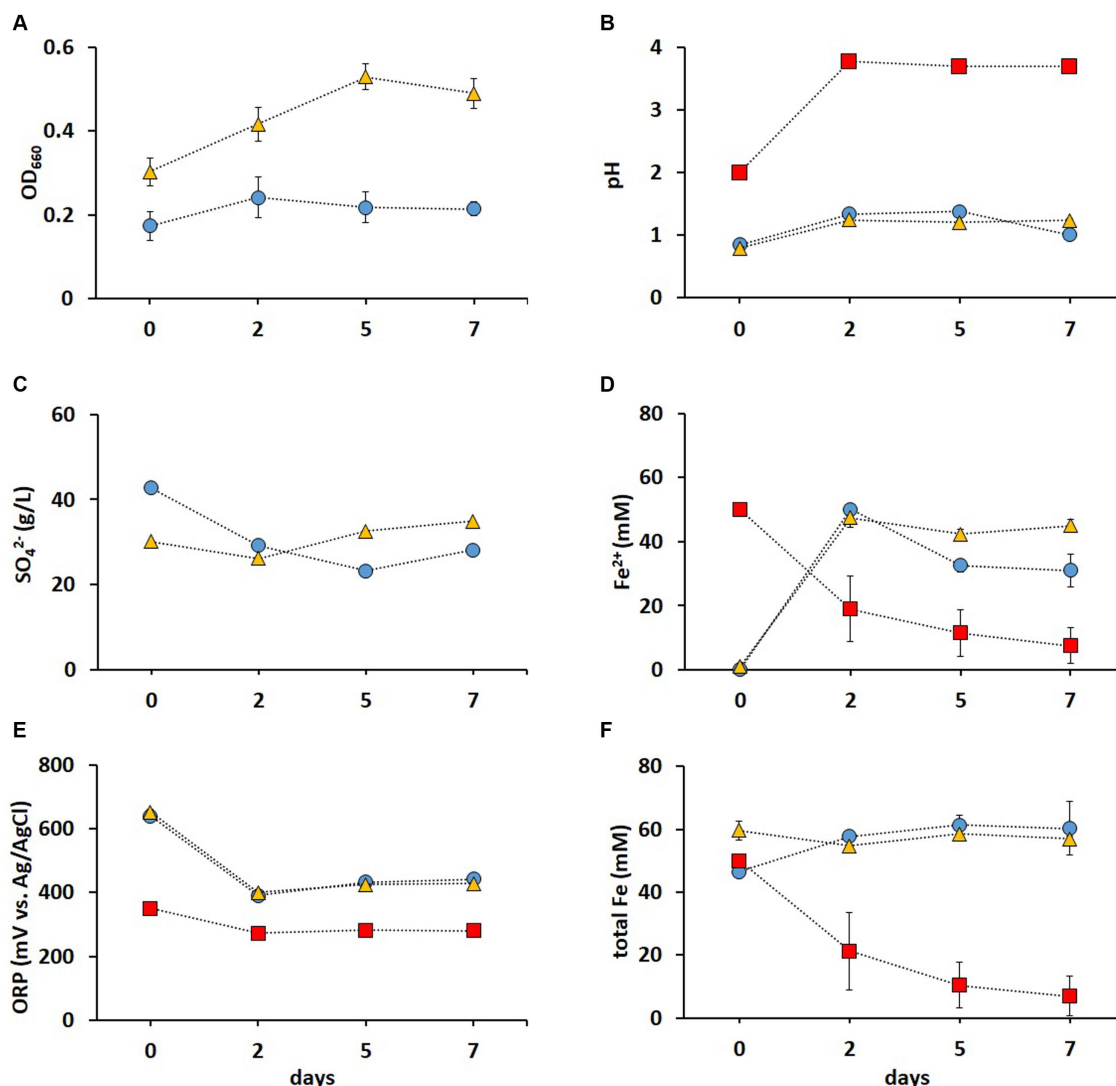 A
OD₆₆₀
0.6
0.4
0.2
0
0 2 5 7
B
pH
4
3
2
1
0
0 2 5 7
C
SO₄²⁻ (g/L)
60
40
20
0
0 2 5 7
D
Fe²⁺ (mM)
80
60
40
20
0
0 2 5 7
E
ORP (mV vs. Ag/AgCl)
800
600
400
200
0
0 2 5 7
days
F
total Fe (mM)
80
60
40
20
0
0 2 5 7
days